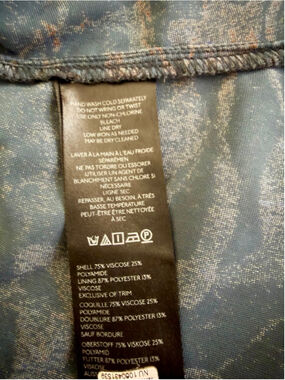 HAND WASH COLD SEPARATELY
DO NOT WRING OR TWIST
USE ONLY NON-CHLORINE
BLEACH
LINE DRY
LOW IRON AS NEEDED
MAY BE DRY CLEANED
LAVER À LA MAIN À L'EAU FROIDE
SÉPARÉMEN
NE PAS TORDRE OU ESSORER
UTILISER UN AGENT DE
BLANCHIMENT SANS CHLORE SI
NÉCESSAIRE
LIGNE SEC
REPASSER, AU BESOIN, À TRÈS
BASSE TEMPÉRATURE
PEUT-ÊTRE ÊTRE NETTOYÉE
À SEC
SHELL 75% VISCOSE 25%
POLYAMIDE
LINING 87% POLYESTER 13%
VISCOSE
EXCLUSIVE OF TRIM
COQUILLE 75% VISCOSE 25%
POLYAMIDE
DOUBLURE 87% POLYESTER 13%
VISCOSE
SAUF BORDURE
OBERSTOFF 75% VISKOSE 25%
POLYAMID
FUTTER 87% POLYESTER 13%